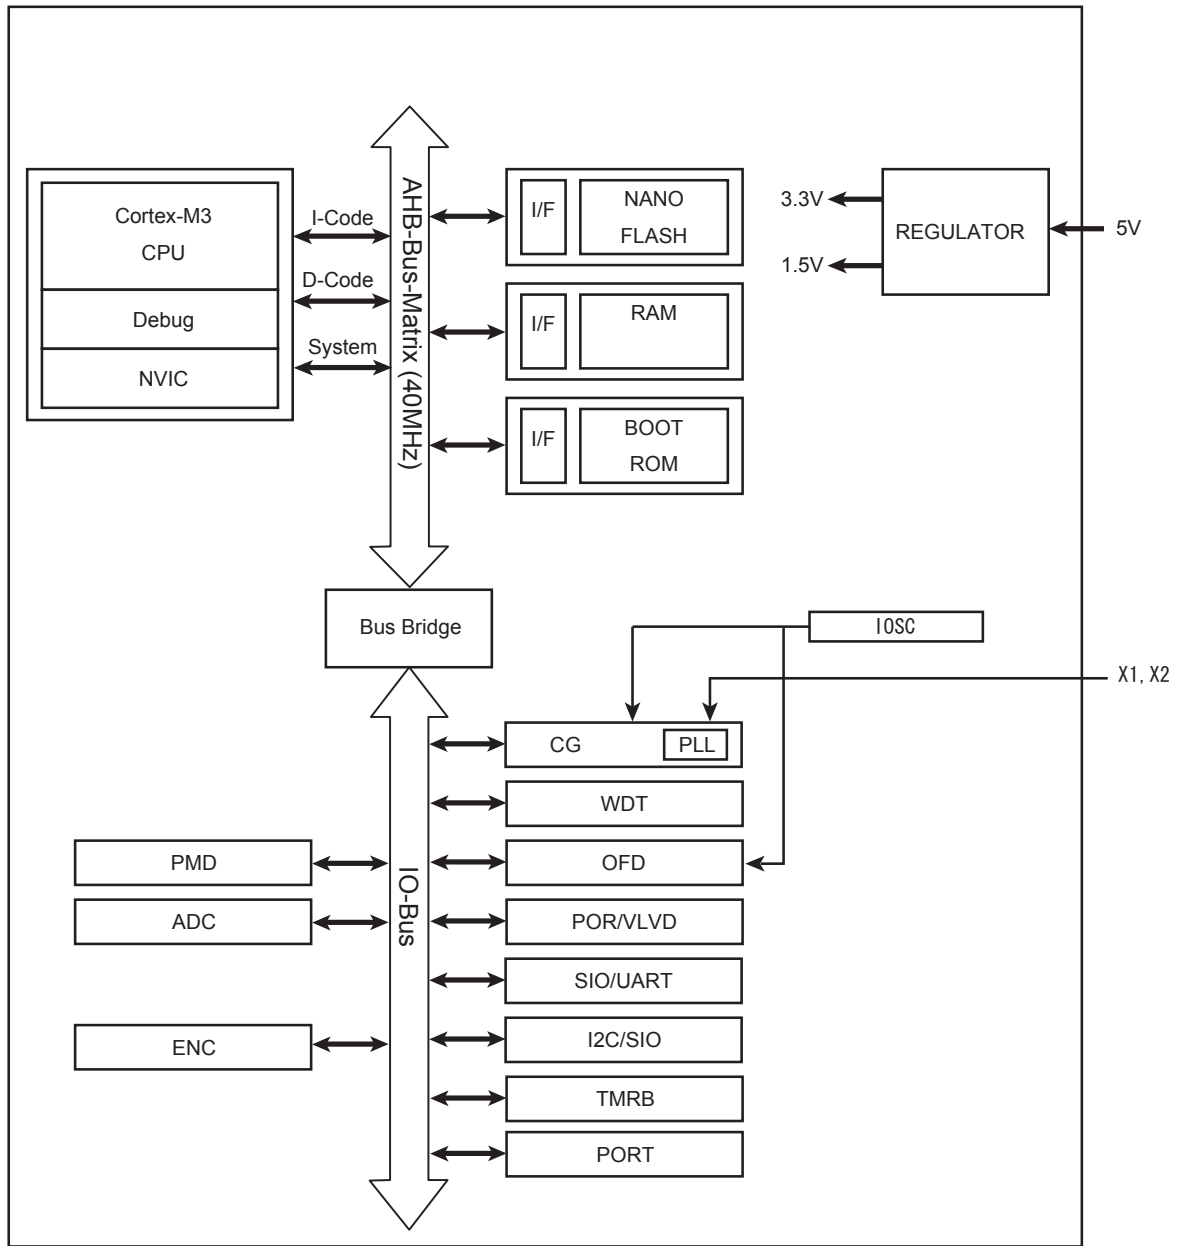 Cortex-M3
CPU
Debug
NVIC
I-Code
D-Code
System
AHB-Bus-Matrix (40MHz)
I/F
NANO
FLASH
I/F
RAM
I/F
BOOT
ROM
3.3V
1.5V
REGULATOR
5V
Bus Bridge
IOSC
X1, X2
CG
PLL
WDT
OFD
POR/VLVD
SIO/UART
I2C/SIO
TMRB
PORT
IO-Bus
PMD
ADC
ENC